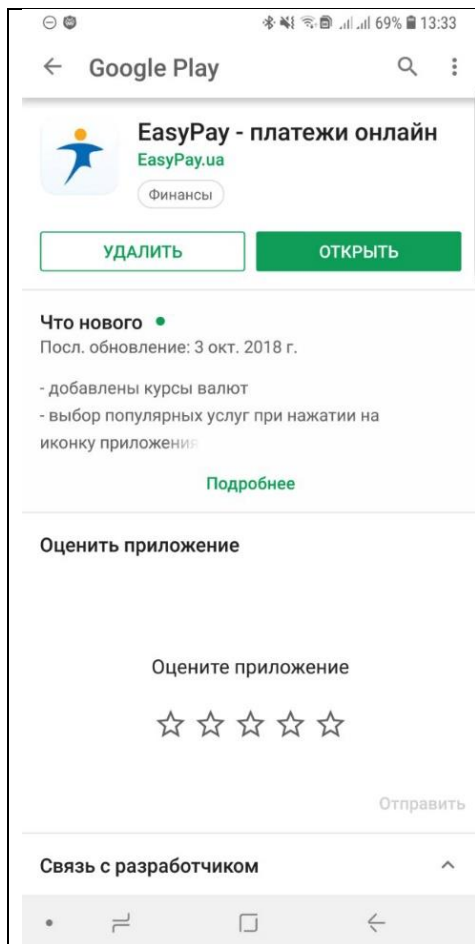 69% 13:33
Google Play
EasyPay - платежи онлайн
EasyPay.ua
Финансы
УДАЛИТЬ
ОТКРЫТЬ
Что нового
Посл. обновление: 3 окт. 2018 г.
- добавлены курсы валют
- выбор популярных услуг при нажатии на
иконку приложения
Подробнее
Оценить приложение
Оцените приложение
Отправить
Связь с разработчиком